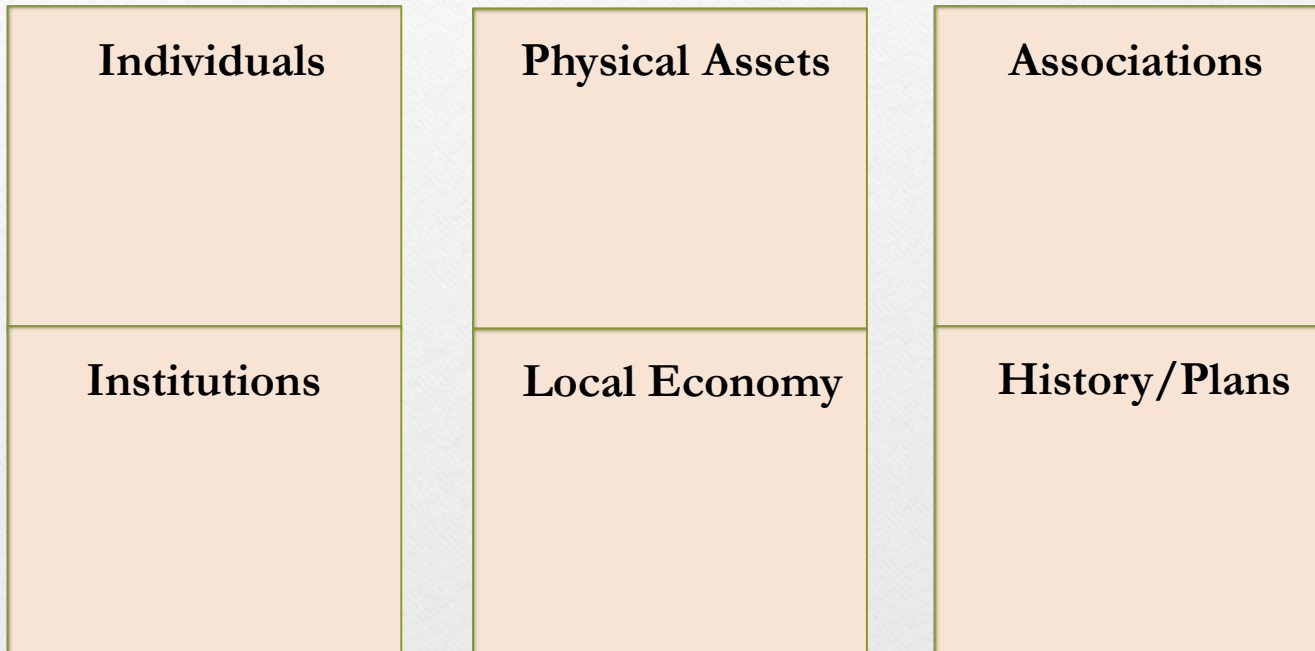 Individuals
Physical Assets
Associations
Institutions
Local Economy
History/Plans